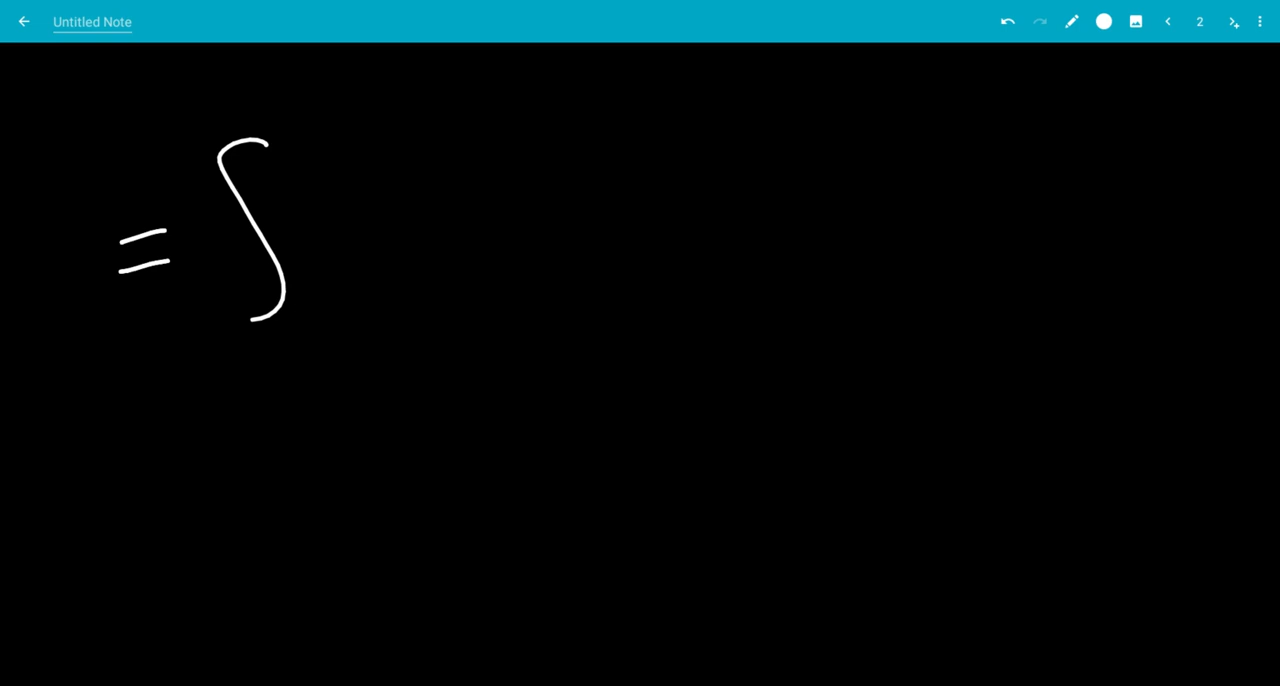 Untitled Note
2
= ∫